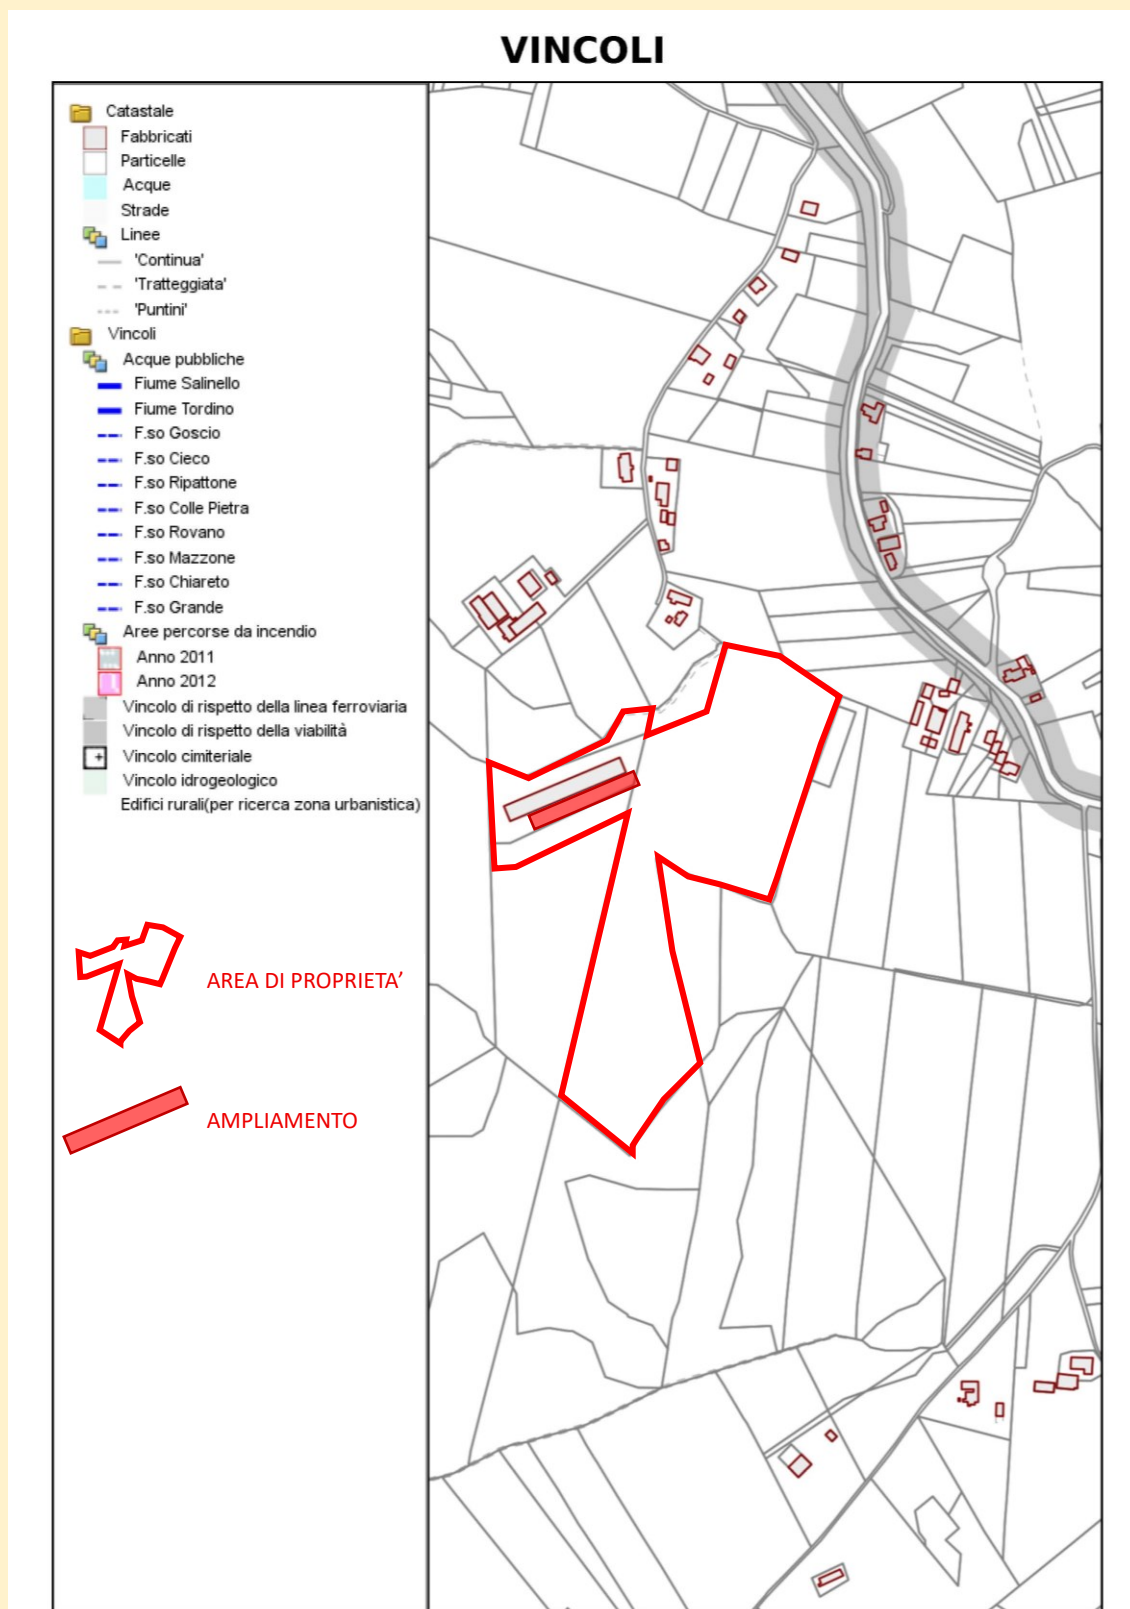 VINCOLI
Catastale
Fabbricati
Particelle
Acque
Strade
Linee
'Continua'
'Tratteggiata'
'Puntini'
Vincoli
Acque pubbliche
Fiume Salinello
Fiume Tordino
F.so Goscio
F.so Cieco
F.so Ripattone
F.so Colle Pietra
F.so Rovano
F.so Mazzone
F.so Chiareto
F.so Grande
Aree percorse da incendio
Anno 2011
Anno 2012
Vincolo di rispetto della linea ferroviaria
Vincolo di rispetto della viabilità
Vincolo cimiteriale
Vincolo idrogeologico
Edifici rurali(per ricerca zona urbanistica)
AREA DI PROPRIETA’
AMPLIAMENTO